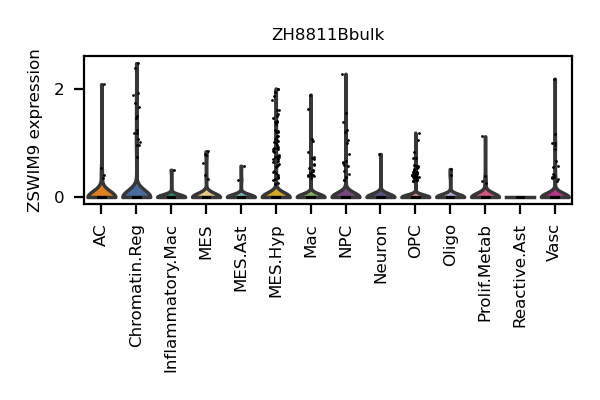 ZH8811Bbulk
ZSWIM9 expression
2
0
AC
Chromatin.Reg
Inflammatory.Mac
MES
MES.Ast
MES.Hyp
Mac
NPC
Neuron
OPC
Oligo
Prolif.Metab
Reactive.Ast
Vasc